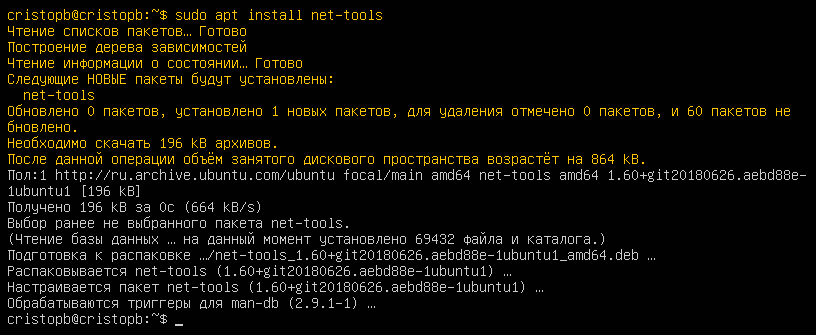 cristopb@cristopb:~$ sudo apt install net-tools
Чтение списков пакетов… Готово
Построение дерева зависимостей
Чтение информации о состоянии… Готово
Следующие НОВЫЕ пакеты будут установлены:
  net-tools
Обновлено 0 пакетов, установлено 1 новых пакетов, для удаления отмечено 0 пакетов, и 60 пакетов не
бновлено.
Необходимо скачать 196 kB архивов.
После данной операции объём занятого дискового пространства возрастёт на 864 kB.
Пол:1 http://ru.archive.ubuntu.com/ubuntu focal/main amd64 net-tools amd64 1.60+git20180626.aebd88e-
1ubuntu1 [196 kB]
Получено 196 kB за 0с (664 kB/s)
Выбор ранее не выбранного пакета net-tools.
(Чтение базы данных … на данный момент установлено 69432 файла и каталога.)
Подготовка к распаковке …/net-tools_1.60+git20180626.aebd88e-1ubuntu1_amd64.deb …
Распаковывается net-tools (1.60+git20180626.aebd88e-1ubuntu1) …
Настраивается пакет net-tools (1.60+git20180626.aebd88e-1ubuntu1) …
Обрабатываются триггеры для man-db (2.9.1-1) …
cristopb@cristopb:~$ _